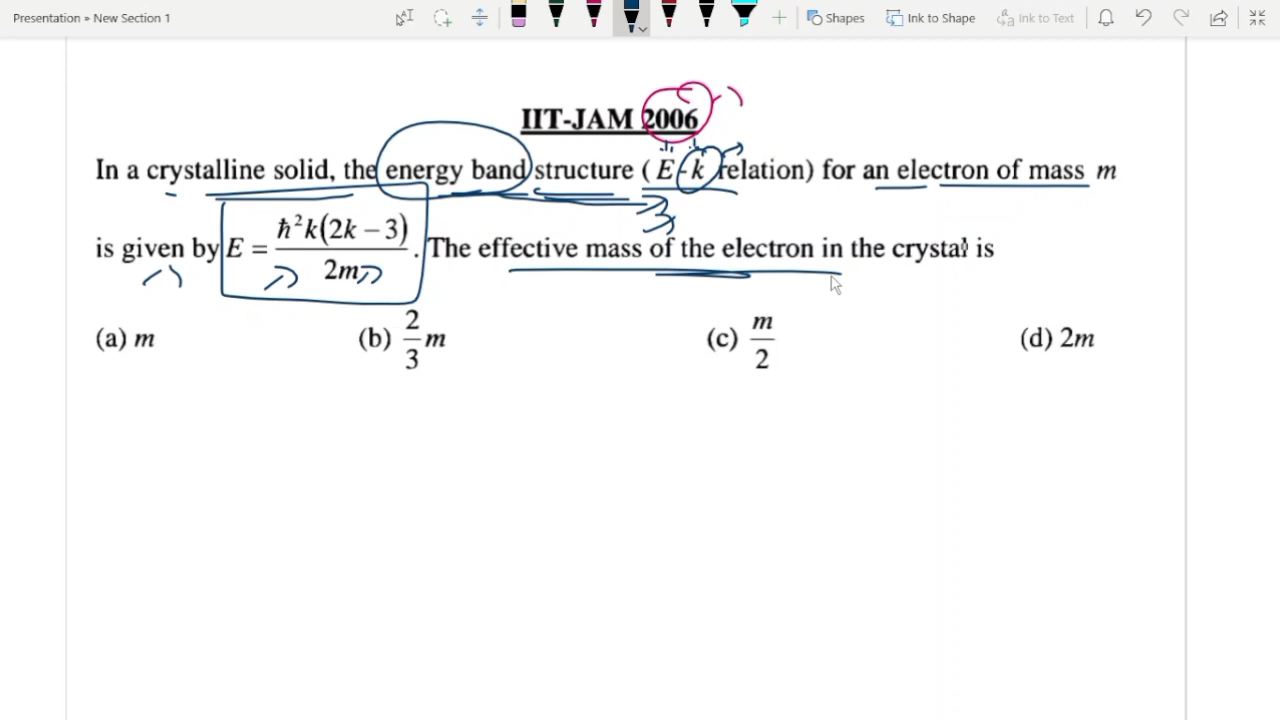 Presentation » New Section 1
Shapes
Ink to Shape
Ink to Text
IIT-JAM 2006
In a crystalline solid, the energy band structure (E-k relation) for an electron of mass m
is given by E = ħ²k(2k – 3) / 2m . The effective mass of the electron in the crystal is
(a) m (b) 2/3 m (c) m/2 (d) 2m